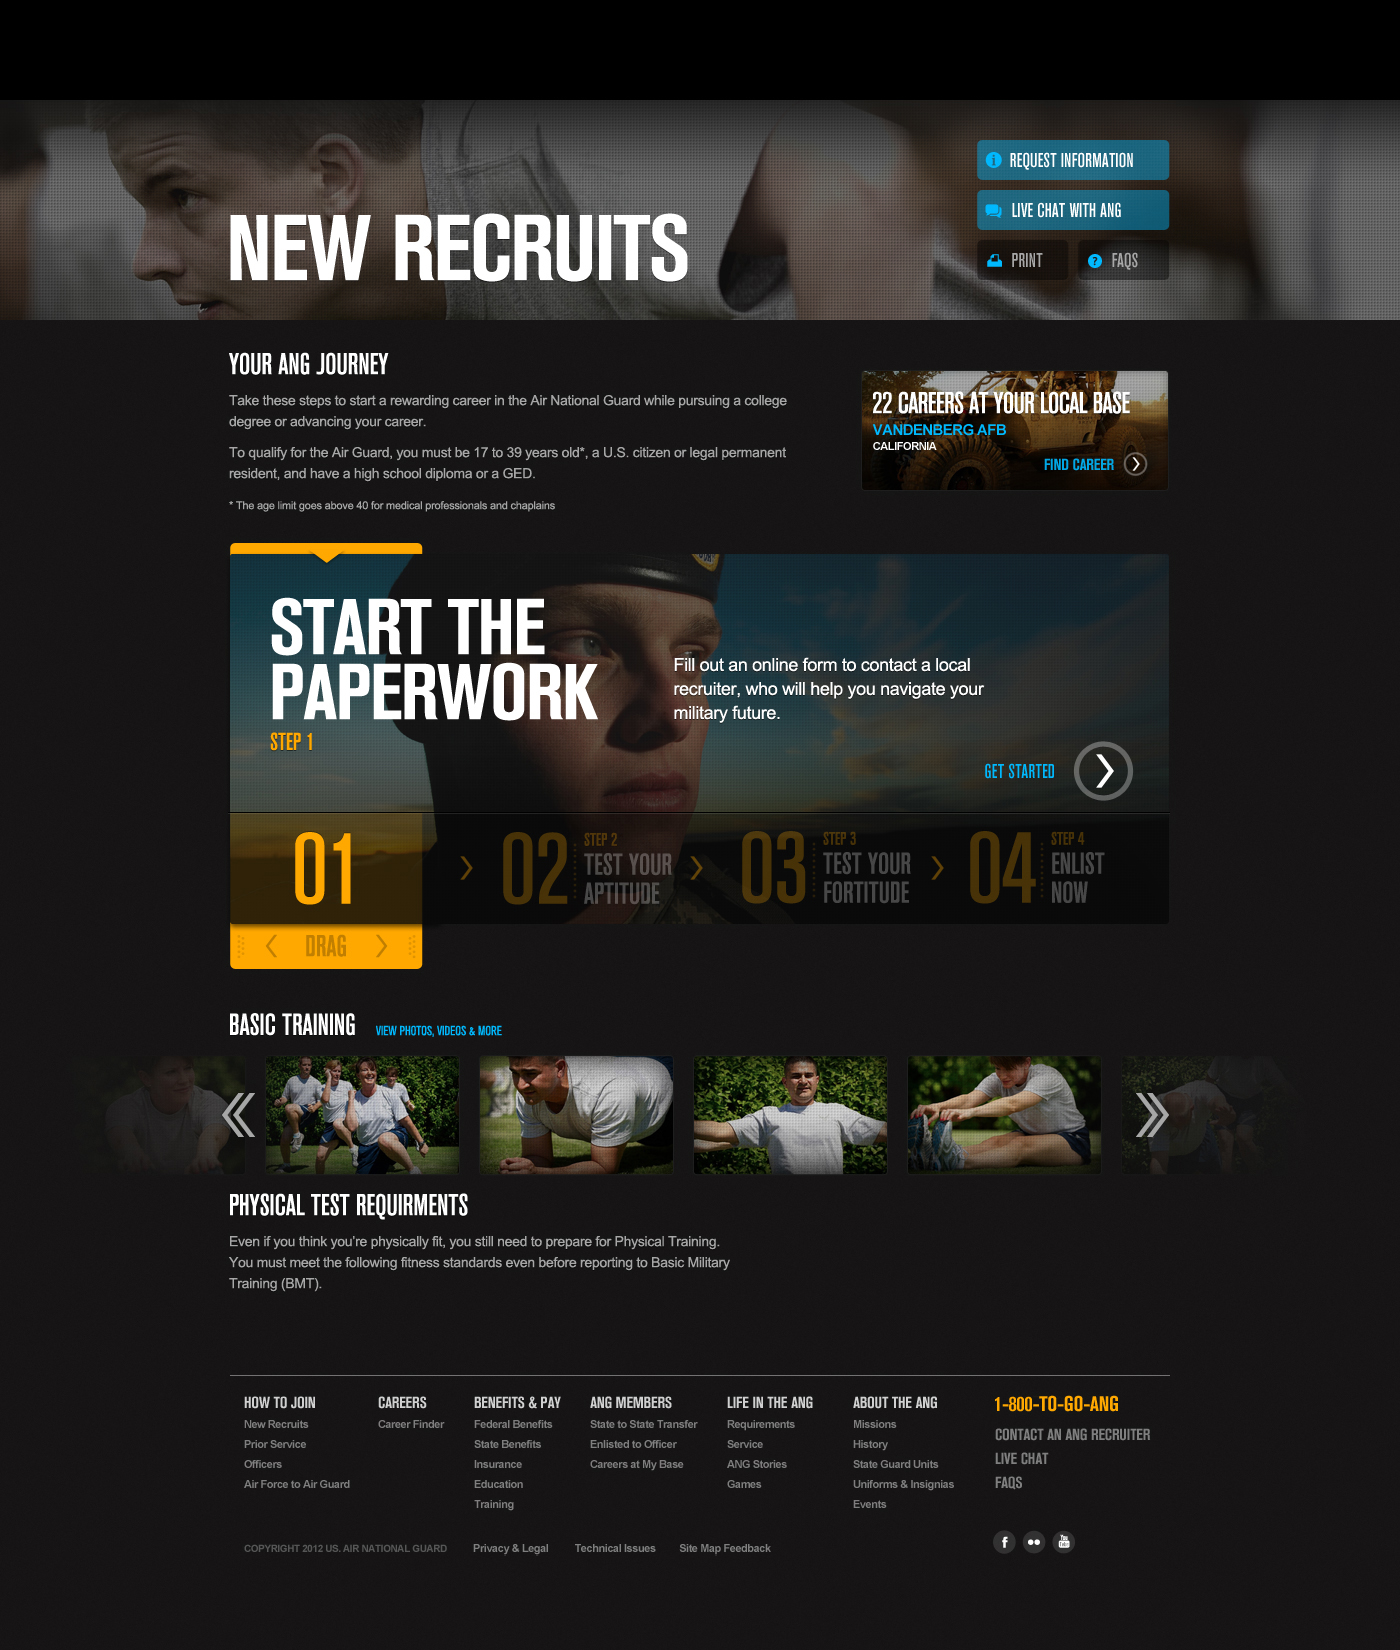 REQUEST INFORMATION
LIVE CHAT WITH ANG
PRINT
FAQS
NEW RECRUITS
YOUR ANG JOURNEY
Take these steps to start a rewarding career in the Air National Guard while pursuing a college
degree or advancing your career.
To qualify for the Air Guard, you must be 17 to 39 years old*, a U.S. citizen or legal permanent
resident, and have a high school diploma or a GED.
* The age limit goes above 40 for medical professionals and chaplains
22 CAREERS AT YOUR LOCAL BASE
VANDENBERG AFB
CALIFORNIA
FIND CAREER
START THE
PAPERWORK
STEP 1
Fill out an online form to contact a local
recruiter, who will help you navigate your
military future.
GET STARTED
01
02
STEP 2
TEST YOUR
APTITUDE
03
STEP 3
TEST YOUR
FORTITUDE
04
STEP 4
ENLIST
NOW
DRAG
BASIC TRAINING
VIEW PHOTOS, VIDEOS & MORE
PHYSICAL TEST REQUIRMENTS
Even if you think you're physically fit, you still need to prepare for Physical Training.
You must meet the following fitness standards even before reporting to Basic Military
Training (BMT).
HOW TO JOIN
New Recruits
Prior Service
Officers
Air Force to Air Guard
CAREERS
Career Finder
BENEFITS & PAY
Federal Benefits
State Benefits
Insurance
Education
Training
ANG MEMBERS
State to State Transfer
Enlisted to Officer
Careers at My Base
LIFE IN THE ANG
Requirements
Service
ANG Stories
Games
ABOUT THE ANG
Missions
History
State Guard Units
Uniforms & Insignias
Events
1-800-TO-GO-ANG
CONTACT AN ANG RECRUITER
LIVE CHAT
FAQS
COPYRIGHT 2012 US. AIR NATIONAL GUARD
Privacy & Legal
Technical Issues
Site Map Feedback